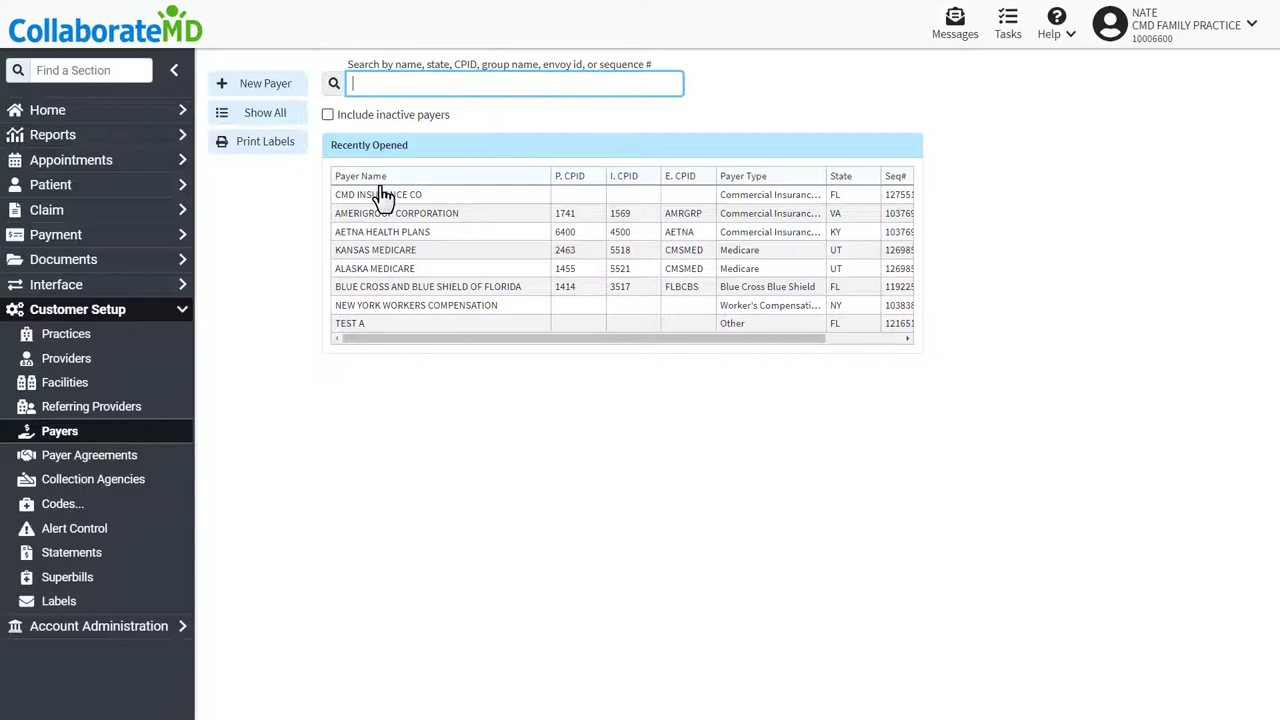 CollaborateMD
Messages
Tasks
Help
NATE
CMD FAMILY PRACTICE
10006600
Find a Section
Home
Reports
Appointments
Patient
Claim
Payment
Documents
Interface
Customer Setup
Practices
Providers
Facilities
Referring Providers
Payers
Payer Agreements
Collection Agencies
Codes...
Alert Control
Statements
Superbills
Labels
Account Administration
New Payer
Show All
Print Labels
Search by name, state, CPID, group name, envoy id, or sequence #
Include inactive payers
Recently Opened
Payer Name P. CPID I. CPID E. CPID Payer Type State Seq#
CMD INSURANCE CO Commercial Insuranc... FL 127551
AMERIGROUP CORPORATION 1741 1569 AMRGRP Commercial Insuranc... VA 103769
AETNA HEALTH PLANS 6400 4500 AETNA Commercial Insuranc... KY 103769
KANSAS MEDICARE 2463 5518 CMSMED Medicare UT 126985
ALASKA MEDICARE 1455 5521 CMSMED Medicare UT 126985
BLUE CROSS AND BLUE SHIELD OF FLORIDA 1414 3517 FLBCBS Blue Cross Blue Shield FL 119225
NEW YORK WORKERS COMPENSATION Worker's Compensati... NY 103838
TEST A Other FL 121651